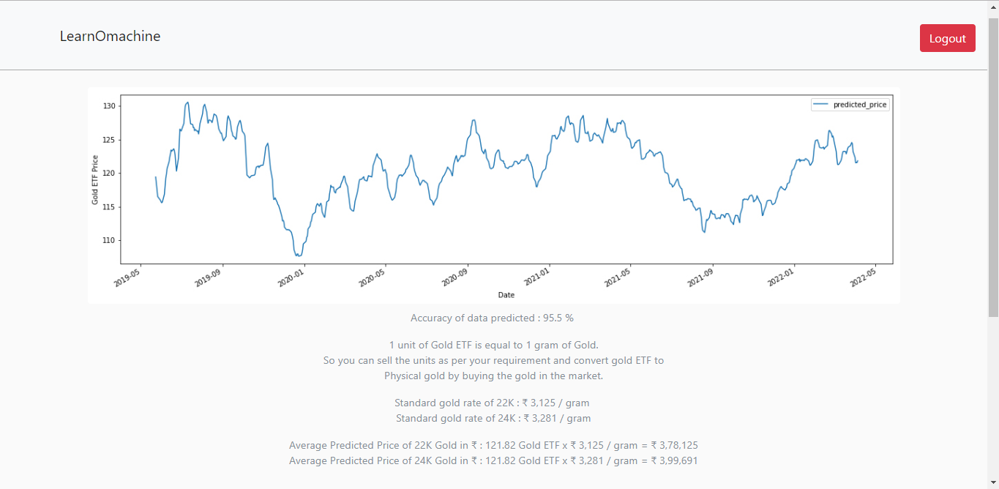 LearnOmachine
Logout
predicted_price
130
125
120
115
110
Gold ETF Price
2019-05
2019-09
2020-01
2020-05
2020-09
2021-01
2021-05
2021-09
2022-01
2022-05
Date
Accuracy of data predicted : 95.5 %
1 unit of Gold ETF is equal to 1 gram of Gold.
So you can sell the units as per your requirement and convert gold ETF to
Physical gold by buying the gold in the market.
Standard gold rate of 22K : ₹ 3,125 / gram
Standard gold rate of 24K : ₹ 3,281 / gram
Average Predicted Price of 22K Gold in ₹ : 121.82 Gold ETF x ₹ 3,125 / gram = ₹ 3,78,125
Average Predicted Price of 24K Gold in ₹ : 121.82 Gold ETF x ₹ 3,281 / gram = ₹ 3,99,691